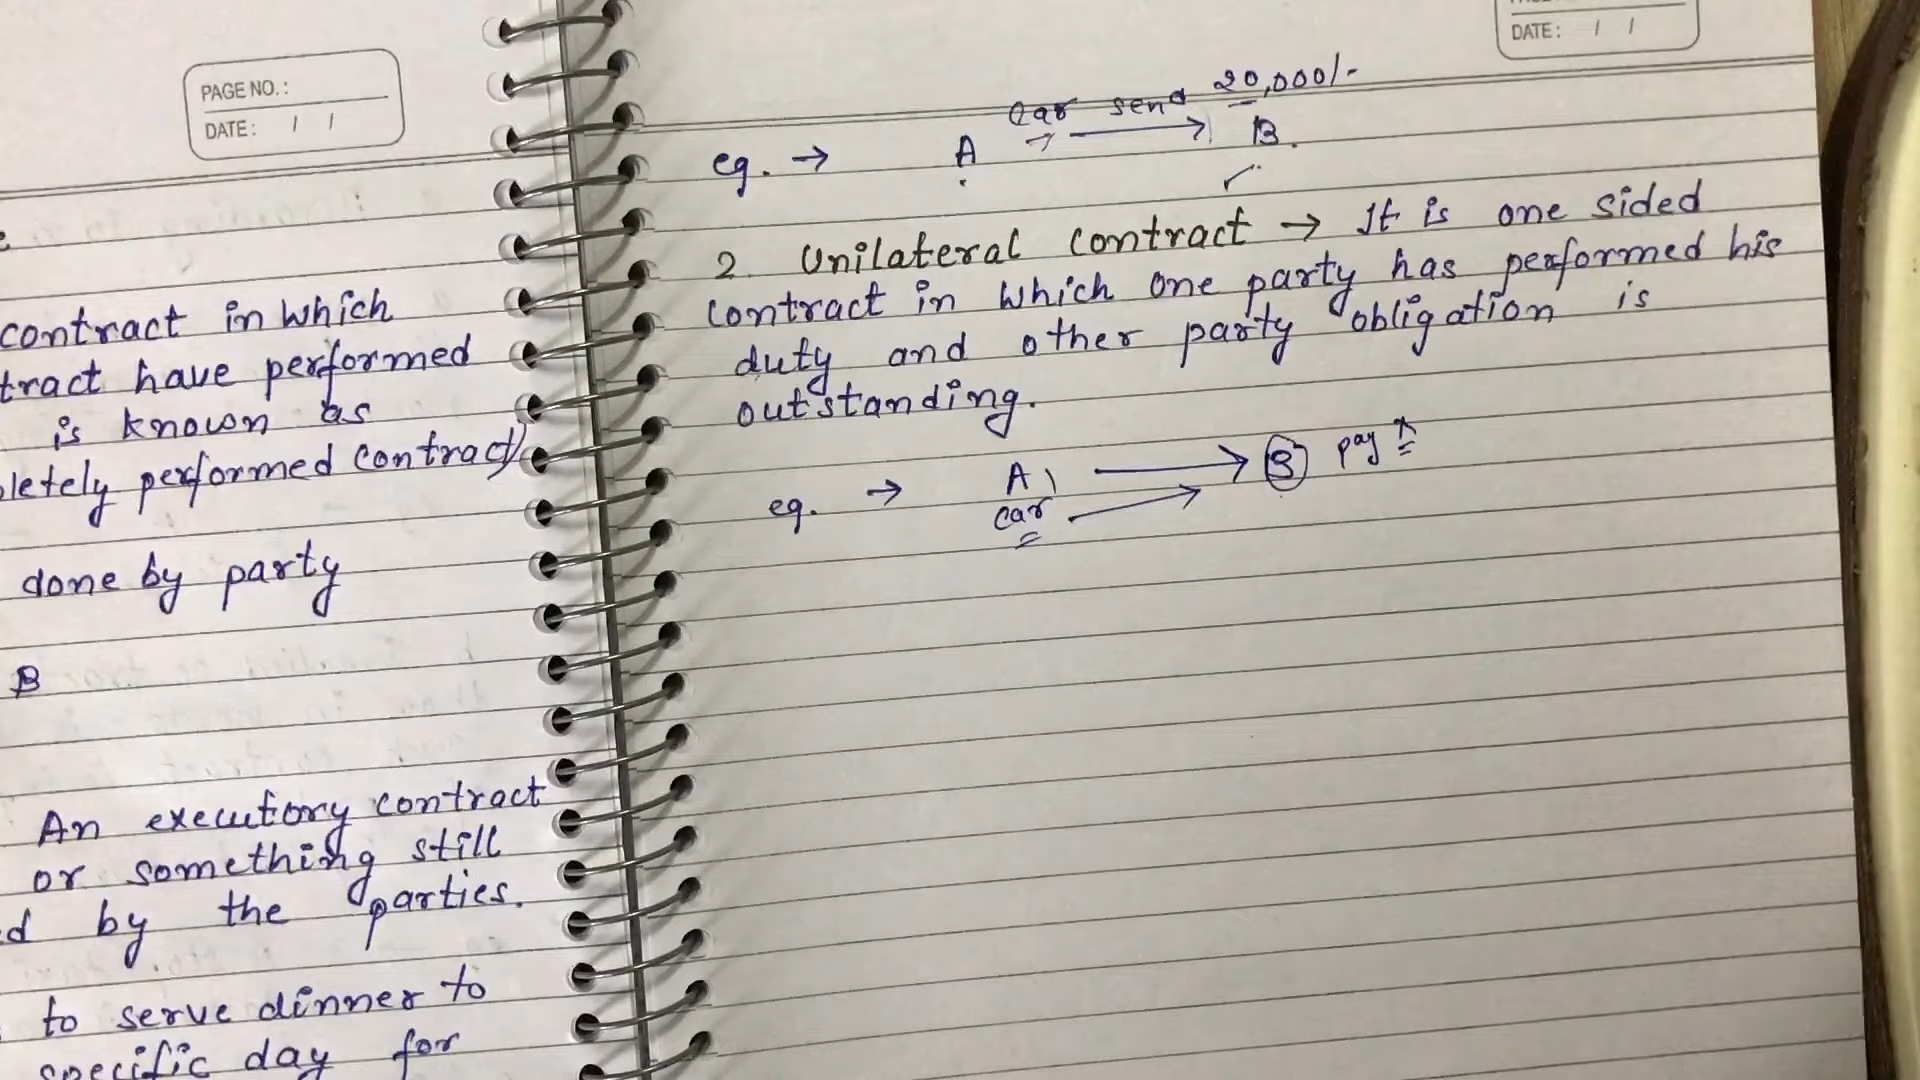 PAGE NO.:
DATE: / /
contract in which
tract have performed
is known as
letely performed contract)
done by party
B
An executory contract
or something still
ed by the parties.
to serve dinner to
specific day for
DATE: / /
car send 20,000/-
eg. → A → B.
2. Unilateral contract → It is one sided
contract in which one party has performed his
duty and other party obligation is
outstanding.
eg. → A → B pay x
car